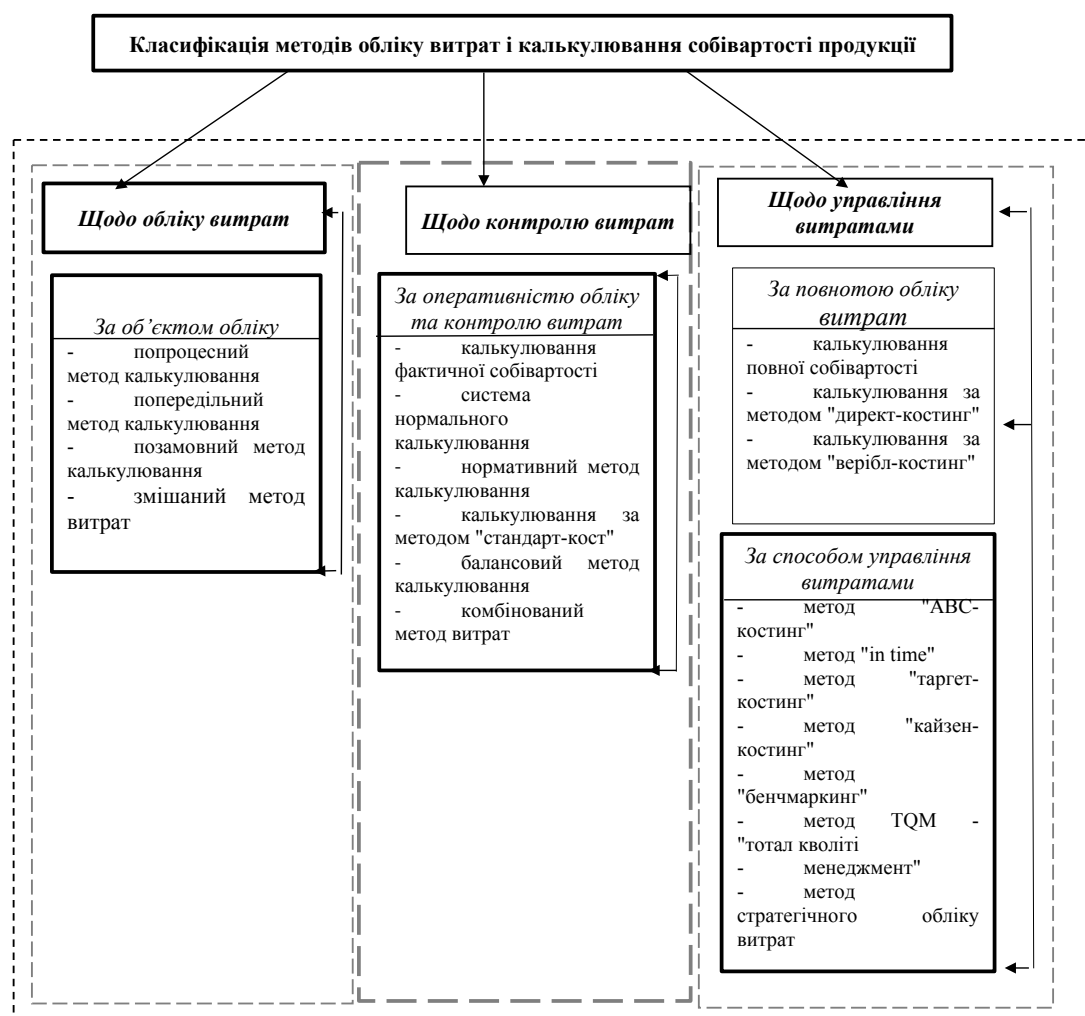 Класифікація методів обліку витрат і калькулювання собівартості продукції
Щодо обліку витрат
За об’єктом обліку
- попроцесний
метод калькулювання
- попередільний
метод калькулювання
- позамовний метод
калькулювання
- змішаний метод
витрат
Щодо контролю витрат
За оперативністю обліку
та контролю витрат
- калькулювання
фактичної собівартості
- система
нормального
калькулювання
- нормативний метод
калькулювання
- калькулювання за
методом "стандарт-кост"
- балансовий метод
калькулювання
- комбінований
метод витрат
Щодо управління
витратами
За повнотою обліку
витрат
- калькулювання
повної собівартості
- калькулювання за
методом "директ-костинг"
- калькулювання за
методом "верібл-костинг"
За способом управління
витратами
- метод "АВС-
костинг"
- метод "in time"
- метод "таргет-
костинг"
- метод "кайзен-
костинг"
- метод
"бенчмаркинг"
- метод TQM -
"тотал кволіті
- менеджмент"
- метод
стратегічного обліку
витрат